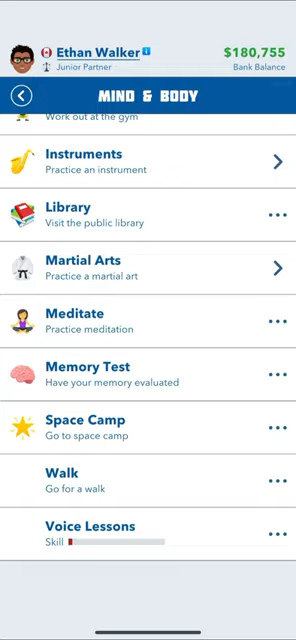 Ethan Walker
$180,755
Junior Partner
Bank Balance
MIND & BODY
Work out at the gym
Instruments
Practice an instrument
Library
Visit the public library
Martial Arts
Practice a martial art
Meditate
Practice meditation
Memory Test
Have your memory evaluated
Space Camp
Go to space camp
Walk
Go for a walk
Voice Lessons
Skill